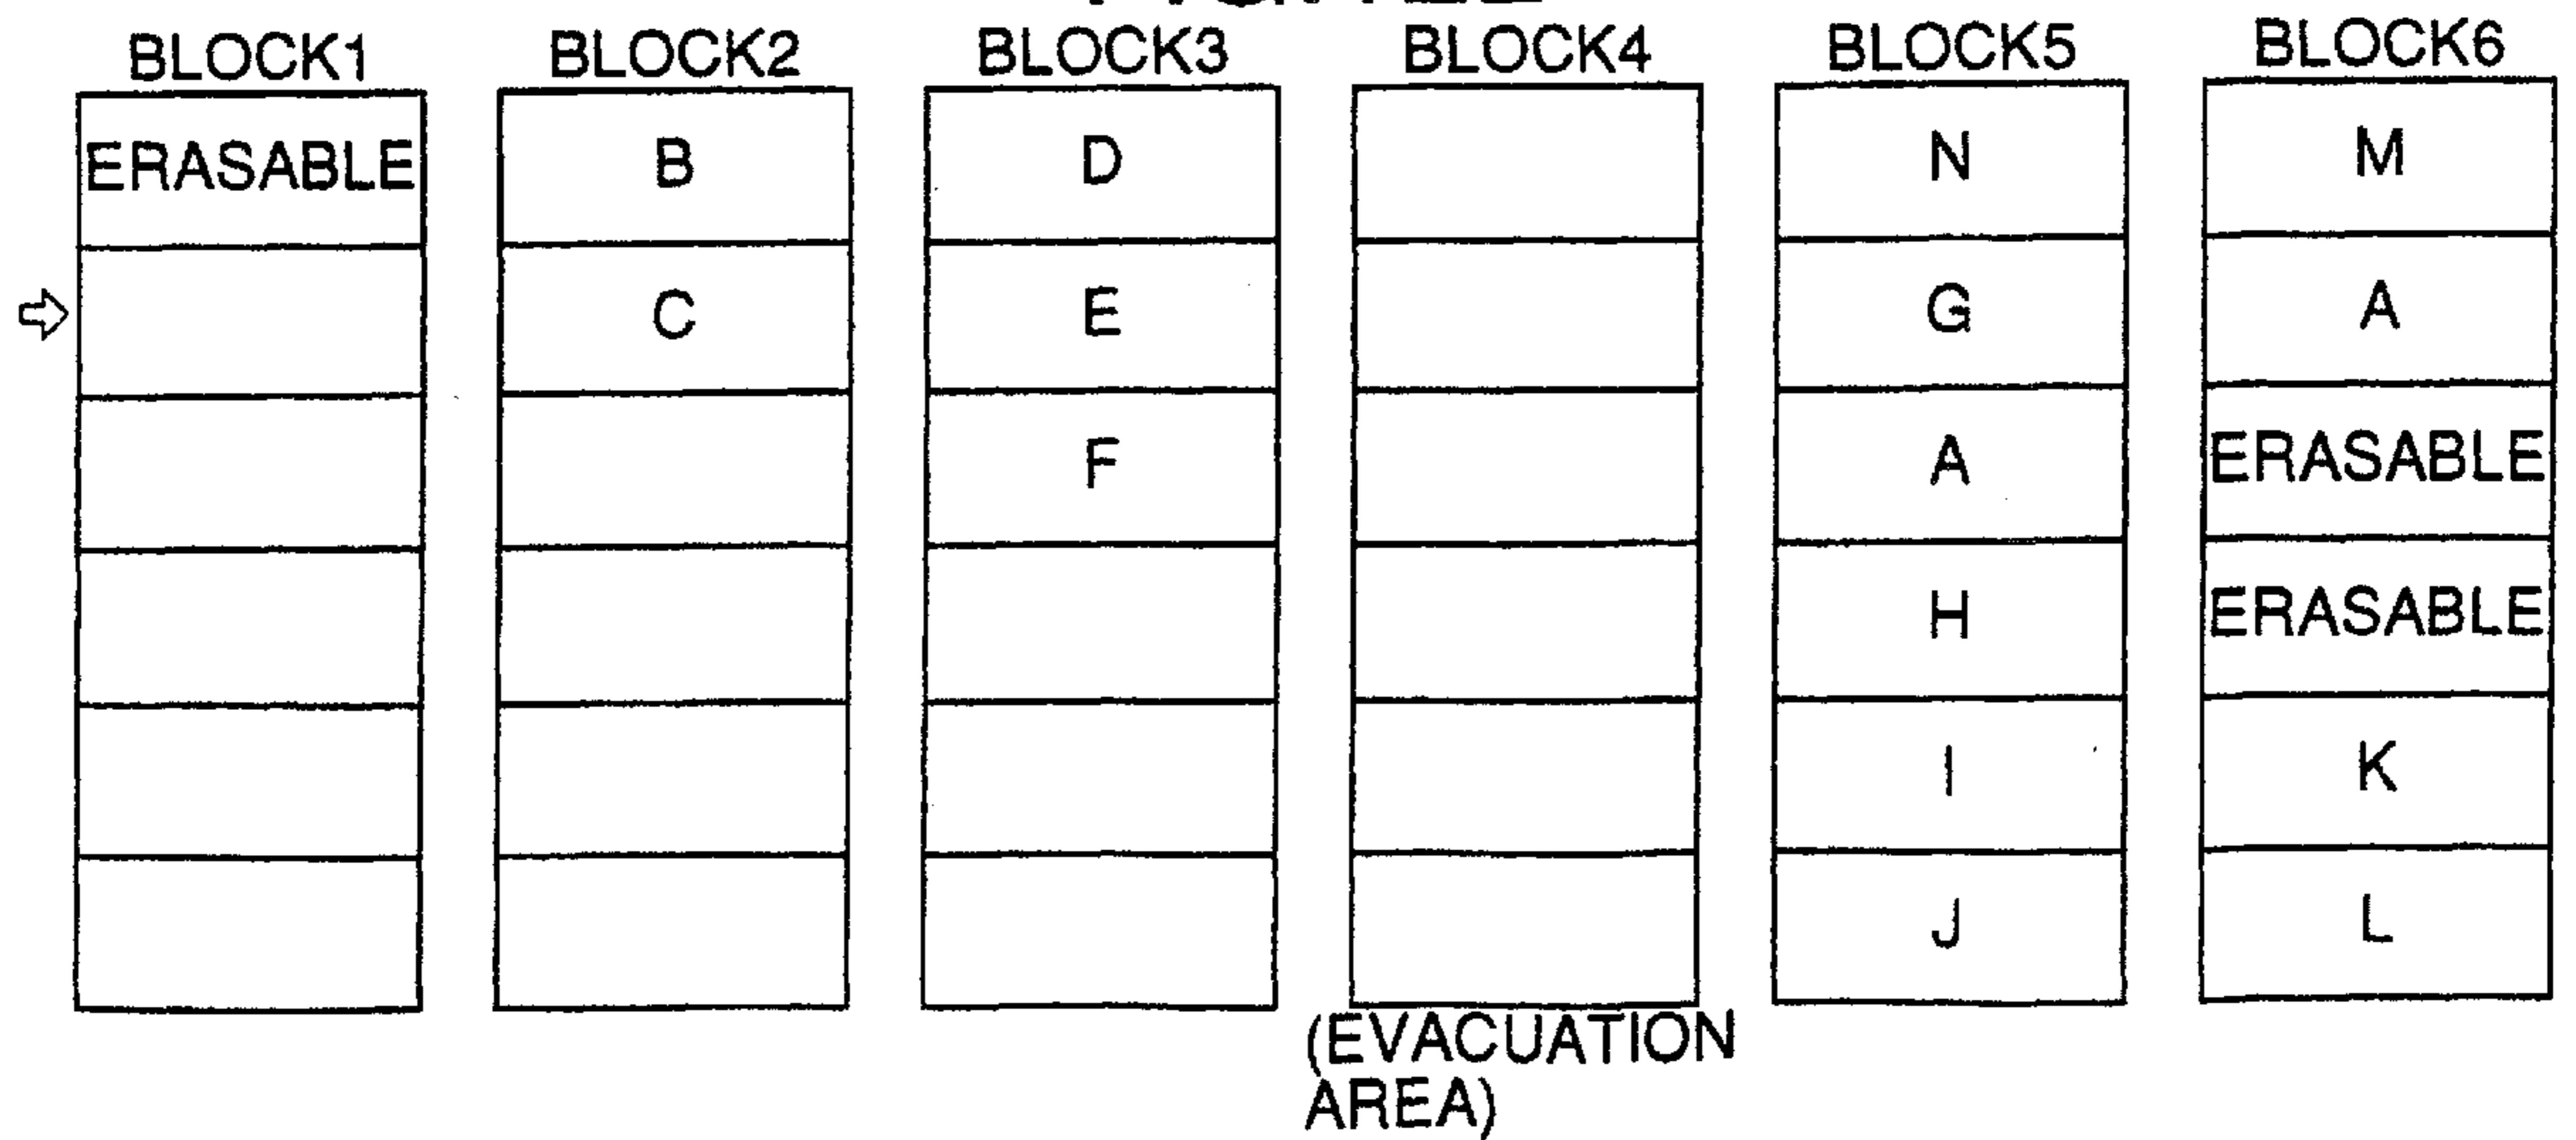 BLOCK1 BLOCK2 BLOCK3 BLOCK4 BLOCK5 BLOCK6
ERASABLE B D N M
C E G A
F A ERASABLE
H ERASABLE
I K
J L
(EVACUATION
AREA)